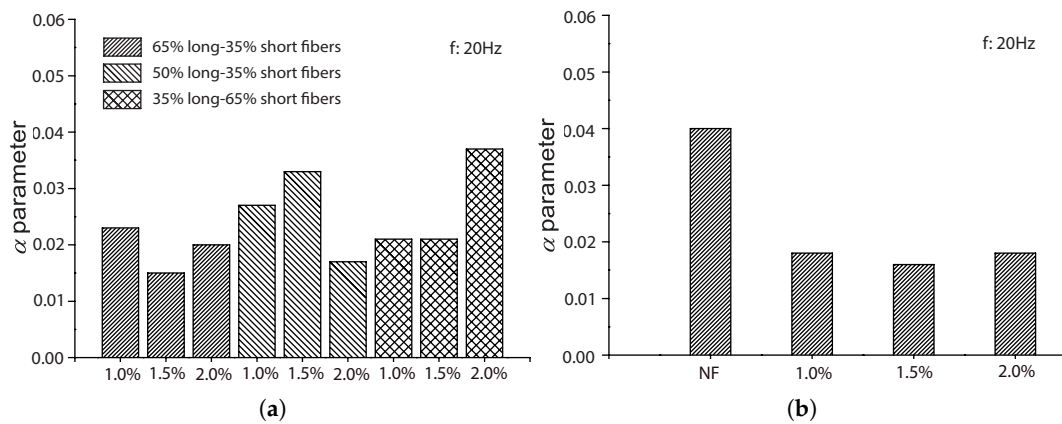 0.06
0.05
0.04
0.03
0.02
0.01
0.00
α parameter
65% long-35% short fibers
50% long-35% short fibers
35% long-65% short fibers
f: 20Hz
1.0% 1.5% 2.0% 1.0% 1.5% 2.0% 1.0% 1.5% 2.0%
(a)
0.06
0.05
0.04
0.03
0.02
0.01
0.00
α parameter
f: 20Hz
NF 1.0% 1.5% 2.0%
(b)